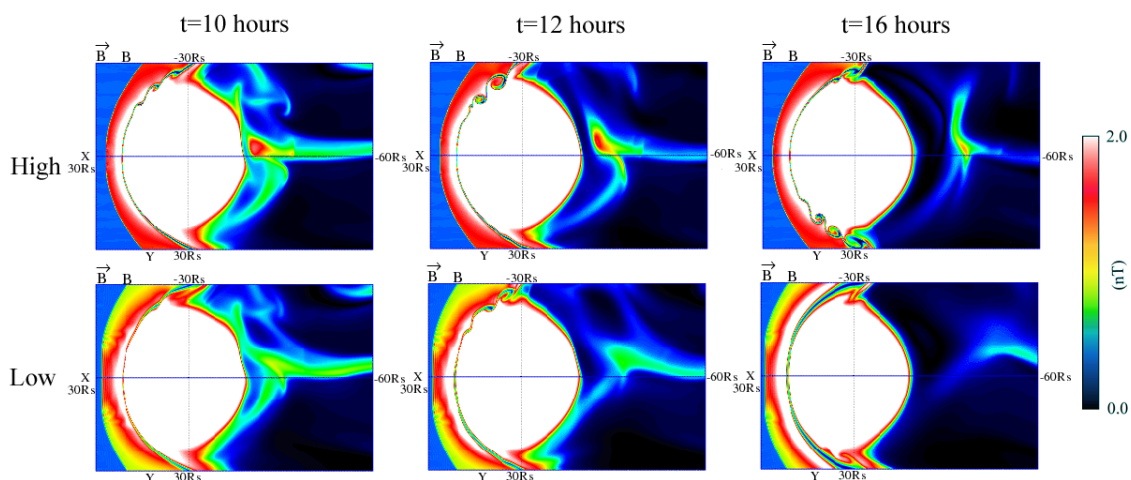 t=10 hours t=12 hours t=16 hours
B B -30Rs B B -30Rs B B -30Rs
High X 30Rs -60Rs X 30Rs -60Rs X 30Rs -60Rs
Y 30Rs Y 30Rs Y 30Rs
B B -30Rs B B -30Rs B B -30Rs
Low X 30Rs -60Rs X 30Rs -60Rs X 30Rs -60Rs
Y 30Rs Y 30Rs Y 30Rs
2.0
(nT)
0.0